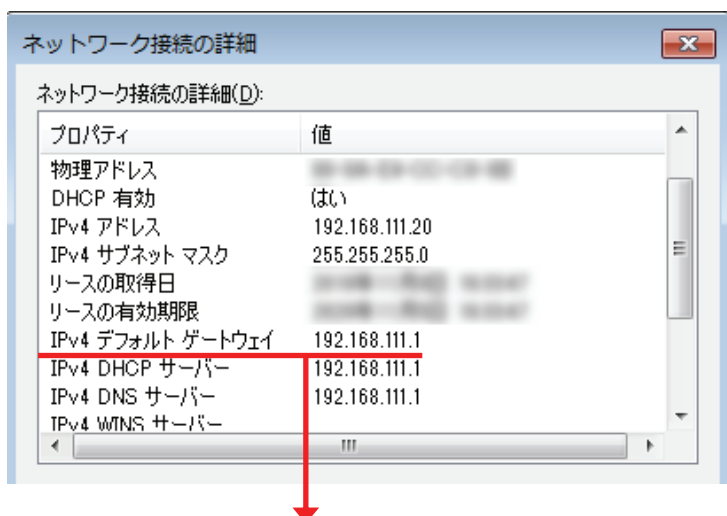 ネットワーク接続の詳細
ネットワーク接続の詳細(D):
プロパティ 値
物理アドレス
DHCP 有効 はい
IPv4 アドレス 192.168.111.20
IPv4 サブネット マスク 255.255.255.0
リースの取得日
リースの有効期限
IPv4 デフォルト ゲートウェイ 192.168.111.1
IPv4 DHCP サーバー 192.168.111.1
IPv4 DNS サーバー 192.168.111.1
IPv4 WINS サーバー